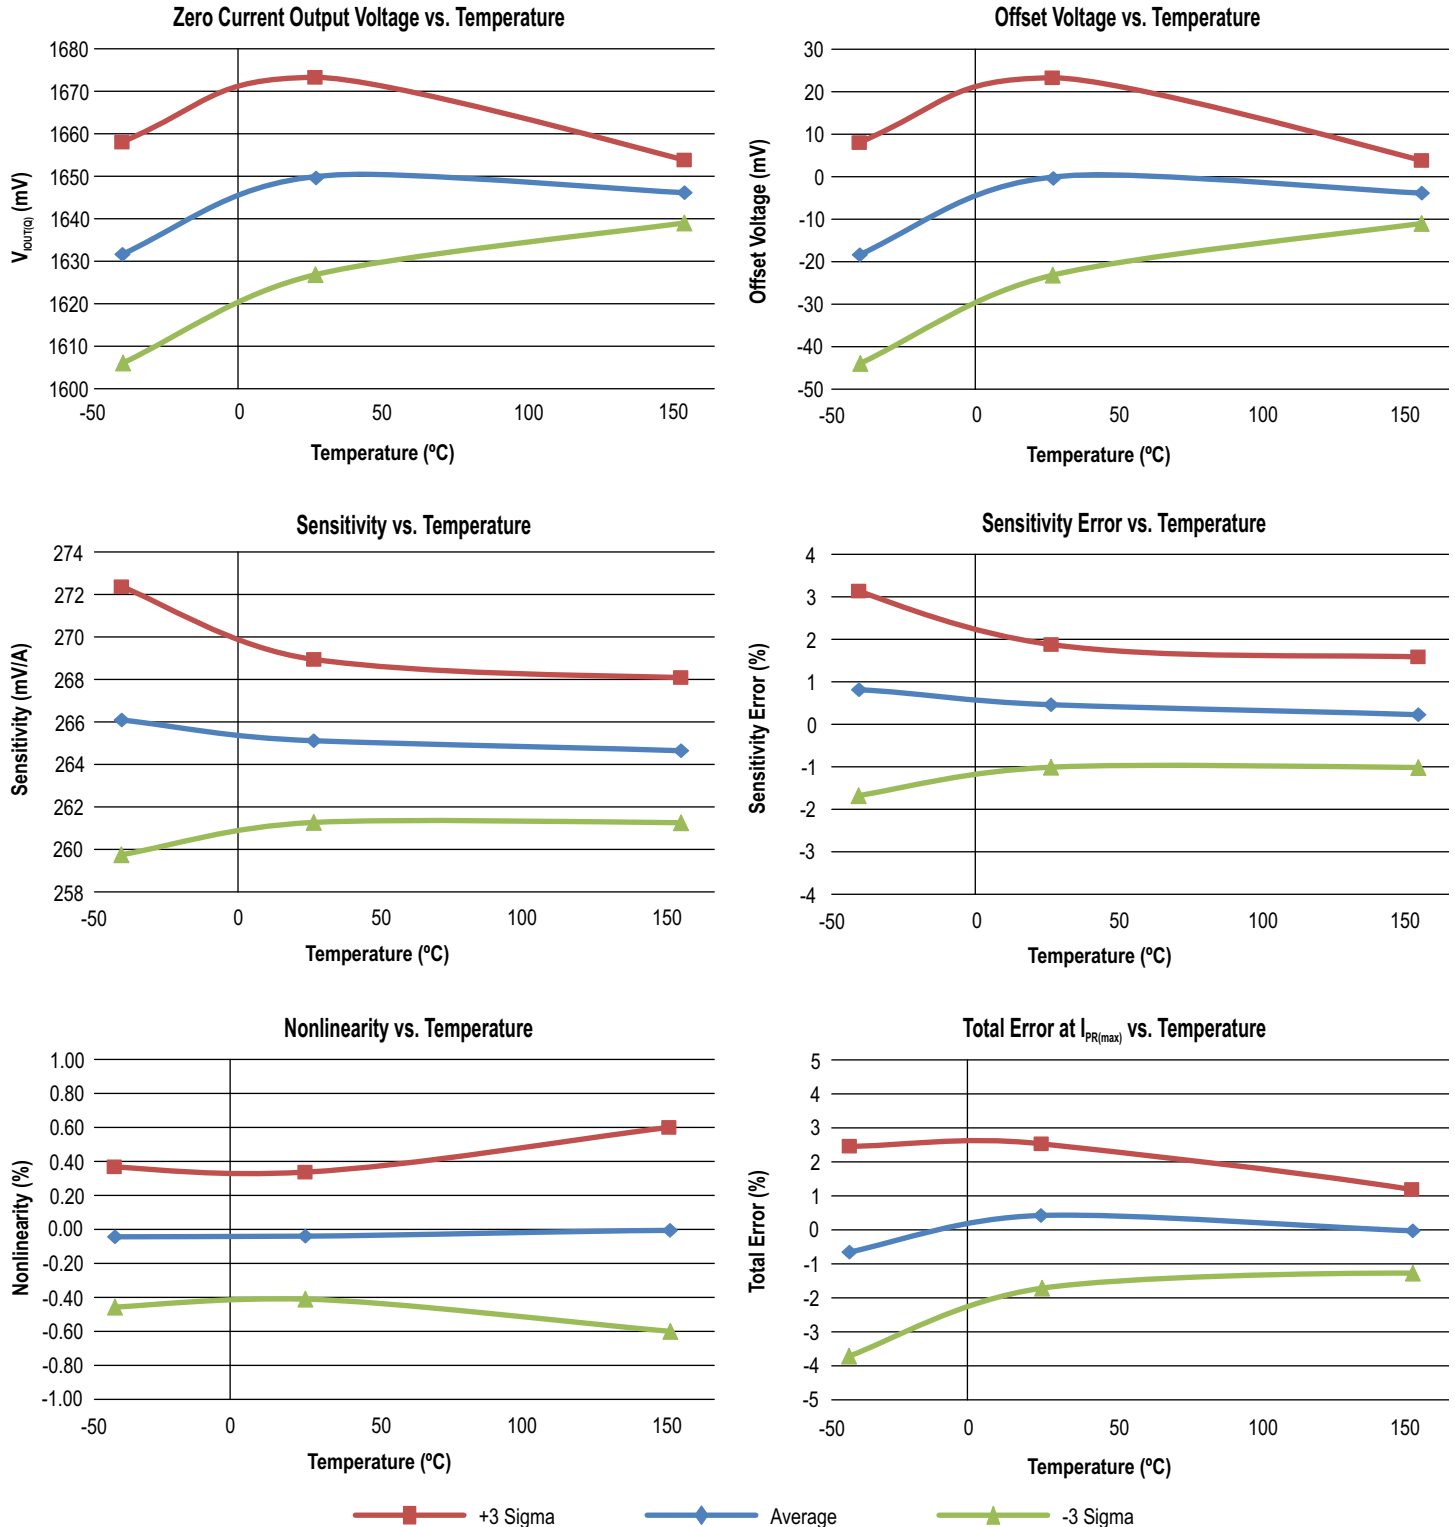 Zero Current Output Voltage vs. Temperature
1680
1670
1660
1650
1640
1630
1620
1610
1600
VIOUT(Q) (mV)
-50 0 50 100 150
Temperature (ºC)
Offset Voltage vs. Temperature
30
20
10
0
-10
-20
-30
-40
-50
Offset Voltage (mV)
-50 0 50 100 150
Temperature (ºC)
Sensitivity vs. Temperature
274
272
270
268
266
264
262
260
258
Sensitivity (mV/A)
-50 0 50 100 150
Temperature (ºC)
Sensitivity Error vs. Temperature
4
3
2
1
0
-1
-2
-3
-4
Sensitivity Error (%)
-50 0 50 100 150
Temperature (ºC)
Nonlinearity vs. Temperature
1.00
0.80
0.60
0.40
0.20
0.00
-0.20
-0.40
-0.60
-0.80
-1.00
Nonlinearity (%)
-50 0 50 100 150
Temperature (ºC)
Total Error at IPR(max) vs. Temperature
5
4
3
2
1
0
-1
-2
-3
-4
-5
Total Error (%)
-50 0 50 100 150
Temperature (ºC)
+3 Sigma Average -3 Sigma